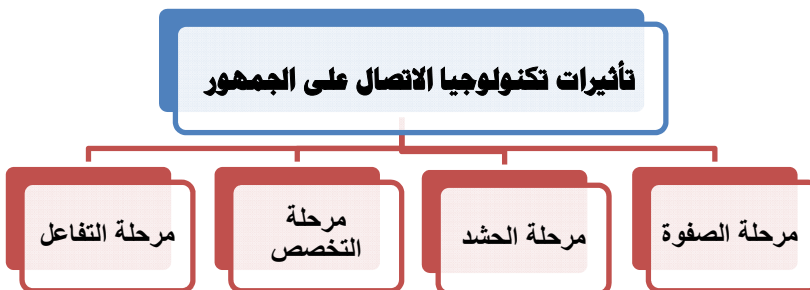 تأثيرات تكنولوجيا الاتصال على الجمهور
مرحلة الصفوة
مرحلة الحشد
مرحلة
التخصص
مرحلة التفاعل